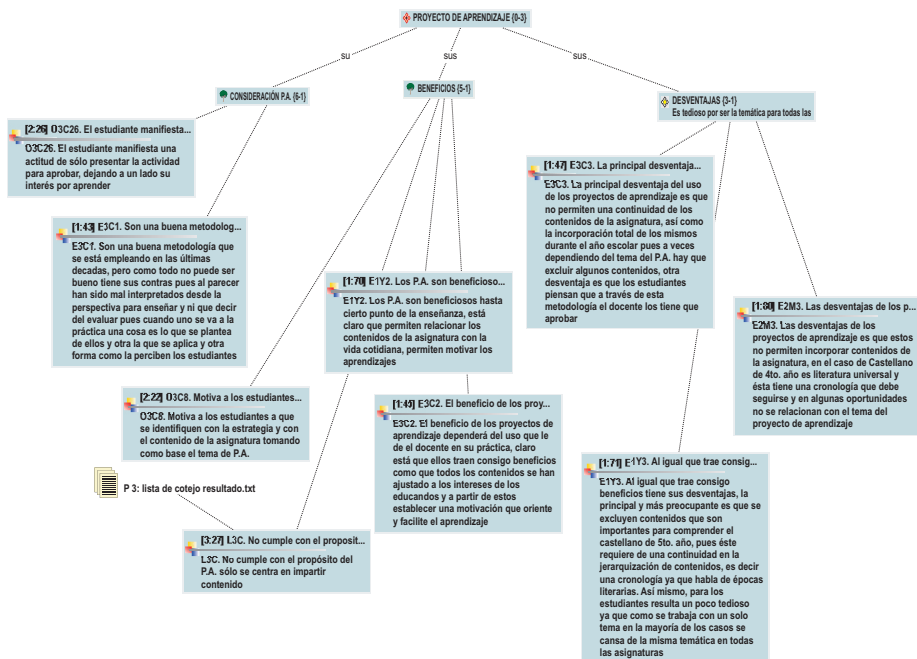 PROYECTO DE APRENDIZAJE {0-3}
su
sus
sus
CONSIDERACIÓN P.A. {6-1}
BENEFICIOS {5-1}
DESVENTAJAS {3-1}
Es tedioso por ser la temática para todas las
[2:26] O3C26. El estudiante manifiesta...
O3C26. El estudiante manifiesta una
actitud de sólo presentar la actividad
para aprobar, dejando a un lado su
interés por aprender
[1:43] E3C1. Son una buena metodolog...
E3C1. Son una buena metodología que
se está empleando en las últimas
decadas, pero como todo no puede ser
bueno tiene sus contras pues al parecer
han sido mal interpretados desde la
perspectiva para enseñar y ni que decir
del evaluar pues cuando uno se va a la
práctica una cosa es lo que se plantea
de ellos y otra la que se aplica y otra
forma como la perciben los estudiantes
[1:47] E3C3. La principal desventaja...
E3C3. La principal desventaja del uso
de los proyectos de aprendizaje es que
no permiten una continuidad de los
contenidos de la asignatura, así como
la incorporación total de los mismos
durante el año escolar pues a veces
dependiendo del tema del P.A. hay que
excluir algunos contenidos, otra
desventaja es que los estudiantes
piensan que a través de esta
metodología el docente los tiene que
aprobar
[1:70] E1Y2. Los P.A. son beneficioso...
E1Y2. Los P.A. son beneficiosos hasta
cierto punto de la enseñanza, está
claro que permiten relacionar los
contenidos de la asignatura con la
vida cotidiana, permiten motivar los
aprendizajes
[1:80] E2M3. Las desventajas de los p...
E2M3. Las desventajas de los
proyectos de aprendizaje es que estos
no permiten incorporar contenidos de
la asignatura, en el caso de Castellano
de 4to. año es literatura universal y
ésta tiene una cronología que debe
seguirse y en algunas oportunidades
no se relacionan con el tema del
proyecto de aprendizaje
[2:22] O3C8. Motiva a los estudiantes...
O3C8. Motiva a los estudiantes a que
se identifiquen con la estrategia y con
el contenido de la asignatura tomando
como base el tema de P.A.
[1:45] E3C2. El beneficio de los proy...
E3C2. El beneficio de los proyectos de
aprendizaje dependerá del uso que le
de el docente en su práctica, claro
está que ellos traen consigo beneficios
como que todos los contenidos se han
ajustado a los intereses de los
educandos y a partir de estos
establecer una motivación que oriente
y facilite el aprendizaje
P 3: lista de cotejo resultado.txt
[1:71] E1Y3. Al igual que trae consig...
E1Y3. Al igual que trae consigo
beneficios tiene sus desventajas, la
principal y más preocupante es que se
excluyen contenidos que son
importantes para comprender el
castellano de 5to. año, pues éste
requiere de una continuidad en la
jerarquización de contenidos, es decir
una cronología ya que habla de épocas
literarias. Así mismo, para los
estudiantes resulta un poco tedioso
ya que como se trabaja con un solo
tema en la mayoría de los casos se
cansa de la misma temática en todas
las asignaturas
[3:27] L3C. No cumple con el proposit...
L3C. No cumple con el propósito del
P.A. sólo se centra en impartir
contenido